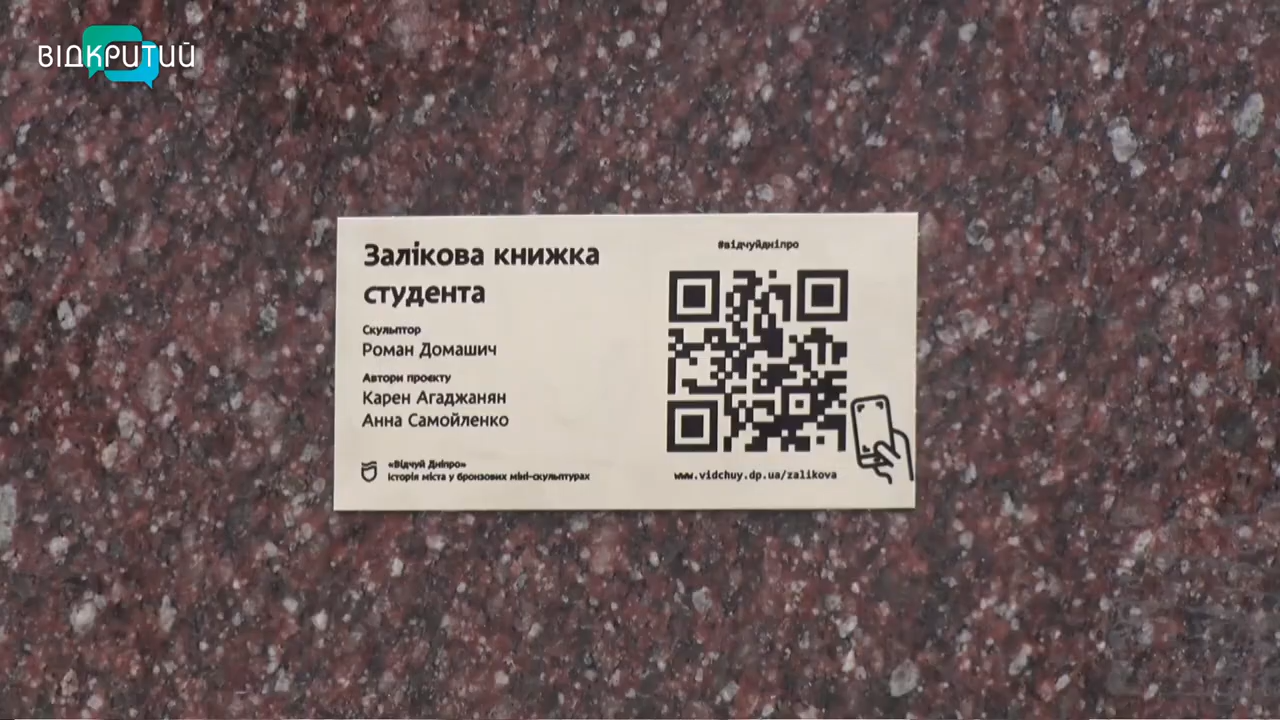 ВІДКРИТИЙ
Залікова книжка
студента
Скульптор
Роман Домашич
Автори проєкту
Карен Агаджанян
Анна Самойленко
«Відчуй Дніпро»
Історія міста у бронзових міні-скульптурах
#відчуйдніпро
www.vidchuy.dp.ua/zalikova